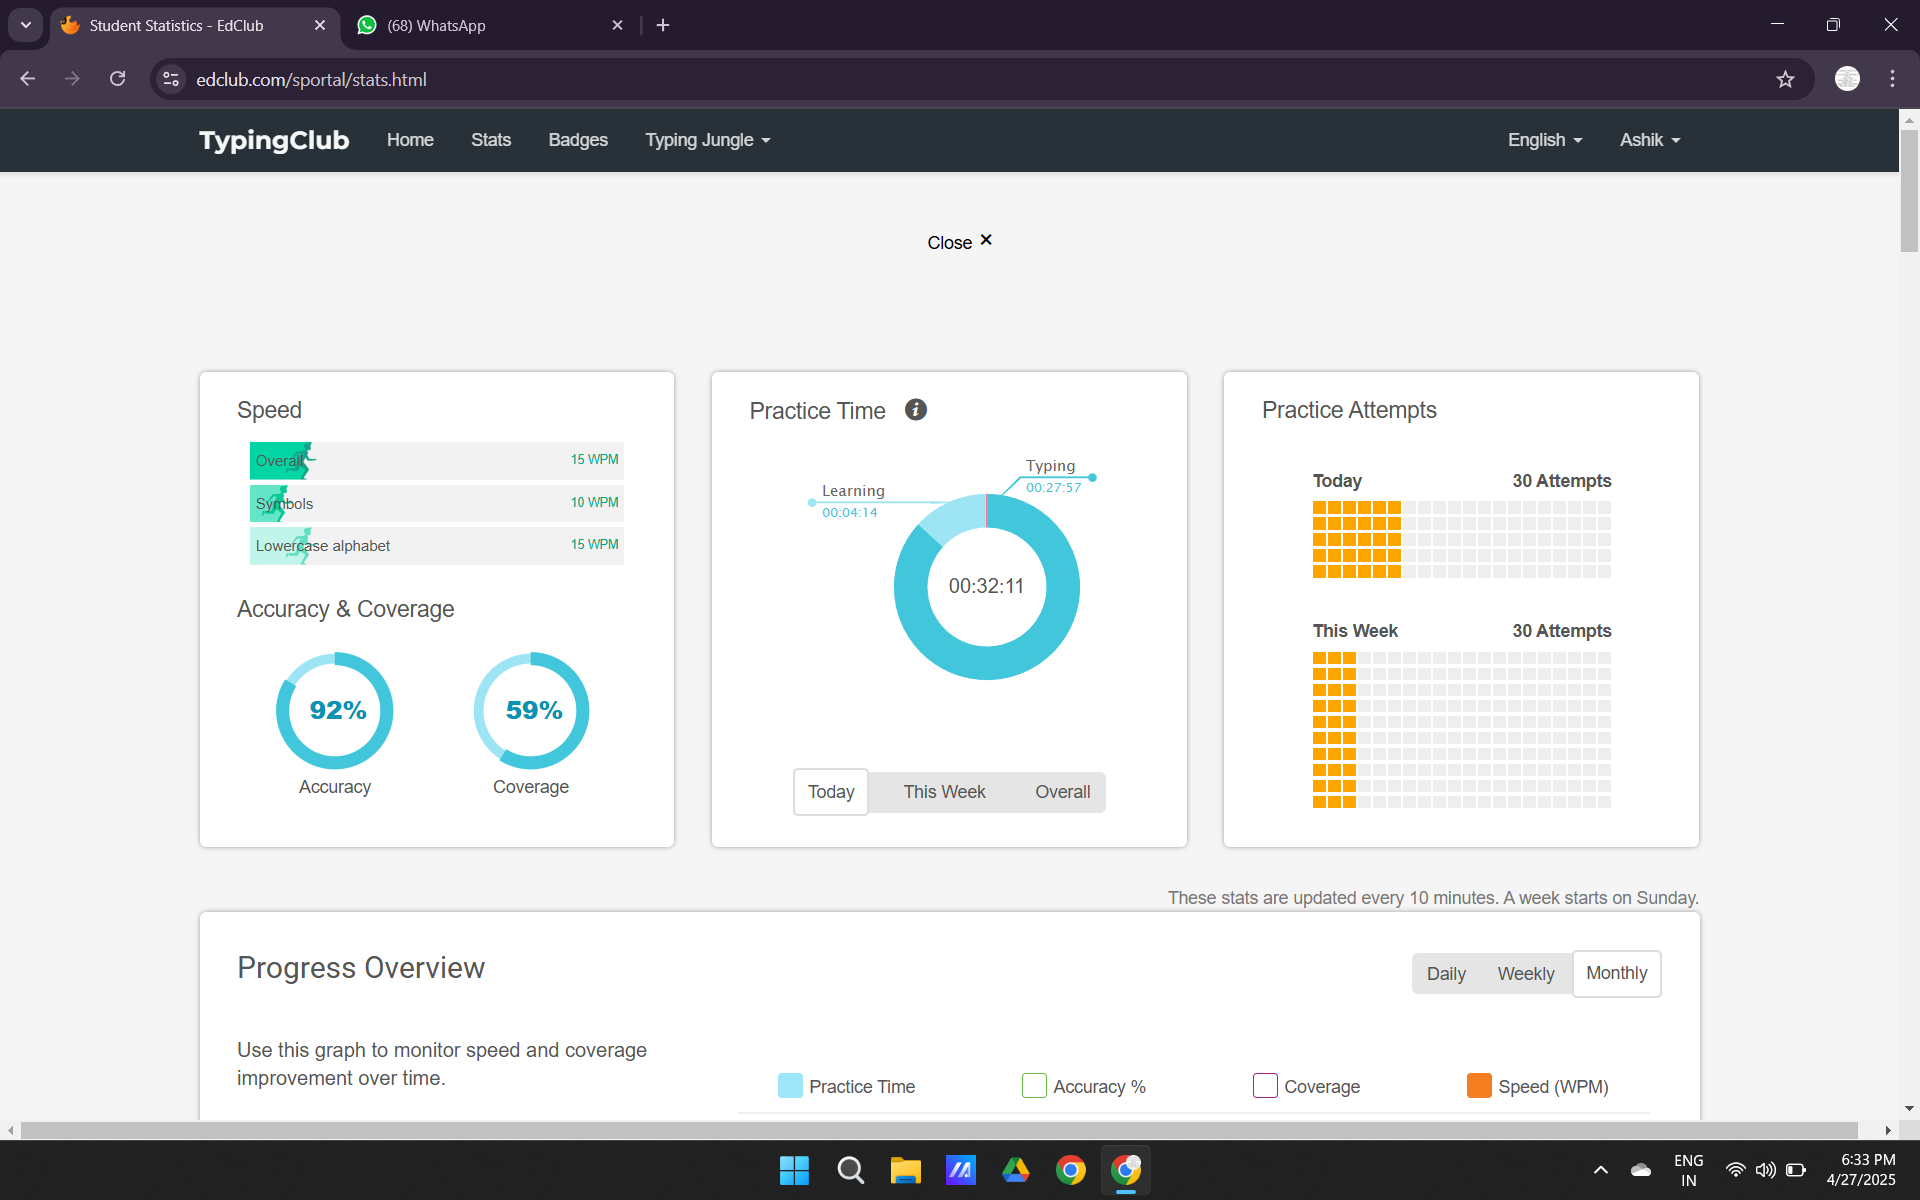 Student Statistics - EdClub
(68) WhatsApp
edclub.com/sportal/stats.html
TypingClub
Home
Stats
Badges
Typing Jungle
English
Ashik
Close ×
Speed
Overall
15 WPM
Symbols
10 WPM
Lowercase alphabet
15 WPM
Accuracy & Coverage
92%
Accuracy
59%
Coverage
Practice Time
Learning
00:04:14
Typing
00:27:57
00:32:11
Today
This Week
Overall
Practice Attempts
Today
30 Attempts
This Week
30 Attempts
These stats are updated every 10 minutes. A week starts on Sunday.
Progress Overview
Daily
Weekly
Monthly
Use this graph to monitor speed and coverage
improvement over time.
Practice Time
Accuracy %
Coverage
Speed (WPM)
ENG
IN
6:33 PM
4/27/2025